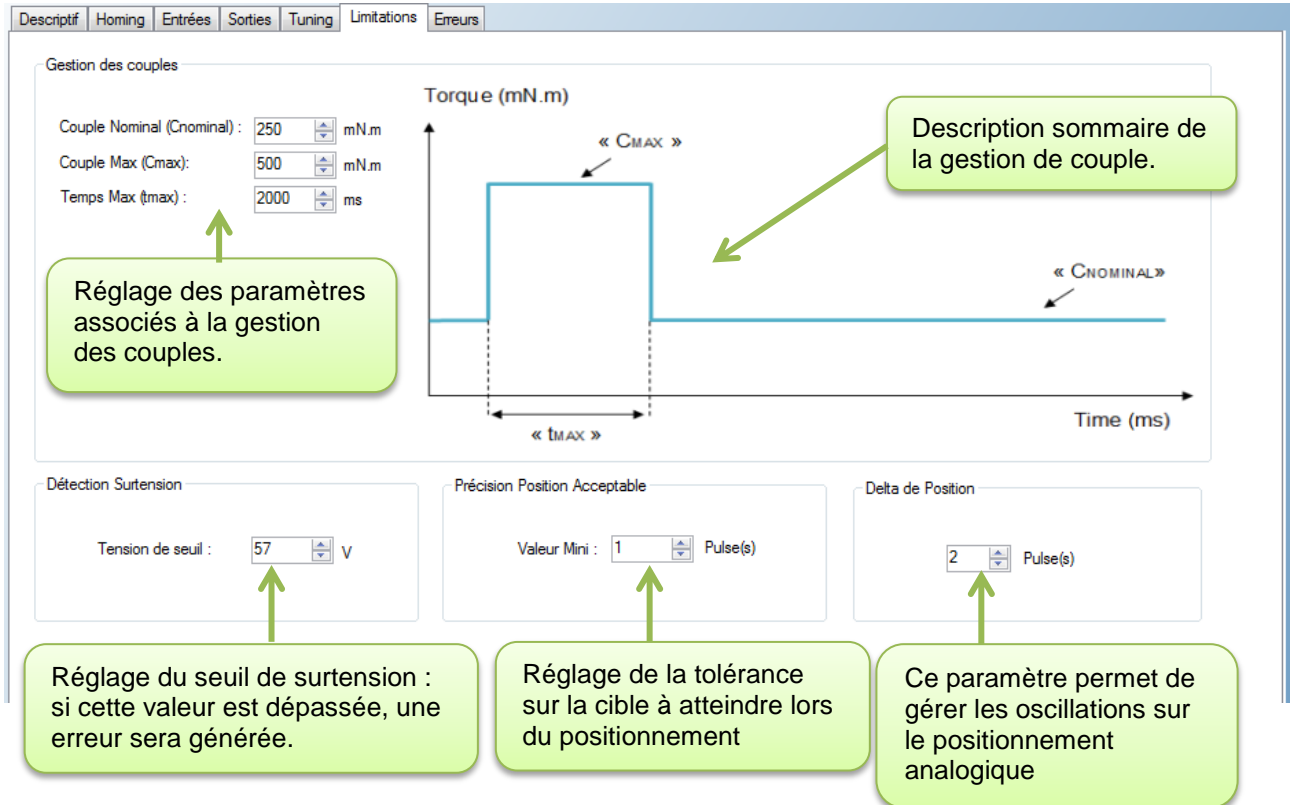 Descriptif Homing Entrées Sorties Tuning Limitations Erreurs
Gestion des couples
Couple Nominal (Cnominal) : 250 mN.m
Couple Max (Cmax): 500 mN.m
Temps Max (tmax) : 2000 ms
Réglage des paramètres
associés à la gestion
des couples.
Torque (mN.m)
« CMAX »
Description sommaire de
la gestion de couple.
« CNOMINAL»
Time (ms)
« tMAX »
Détection Surtension
Tension de seuil : 57 V
Précision Position Acceptable
Valeur Mini : 1 Pulse(s)
Delta de Position
2 Pulse(s)
Réglage du seuil de surtension :
si cette valeur est dépassée, une
erreur sera générée.
Réglage de la tolérance
sur la cible à atteindre lors
du positionnement
Ce paramètre permet de
gérer les oscillations sur
le positionnement
analogique